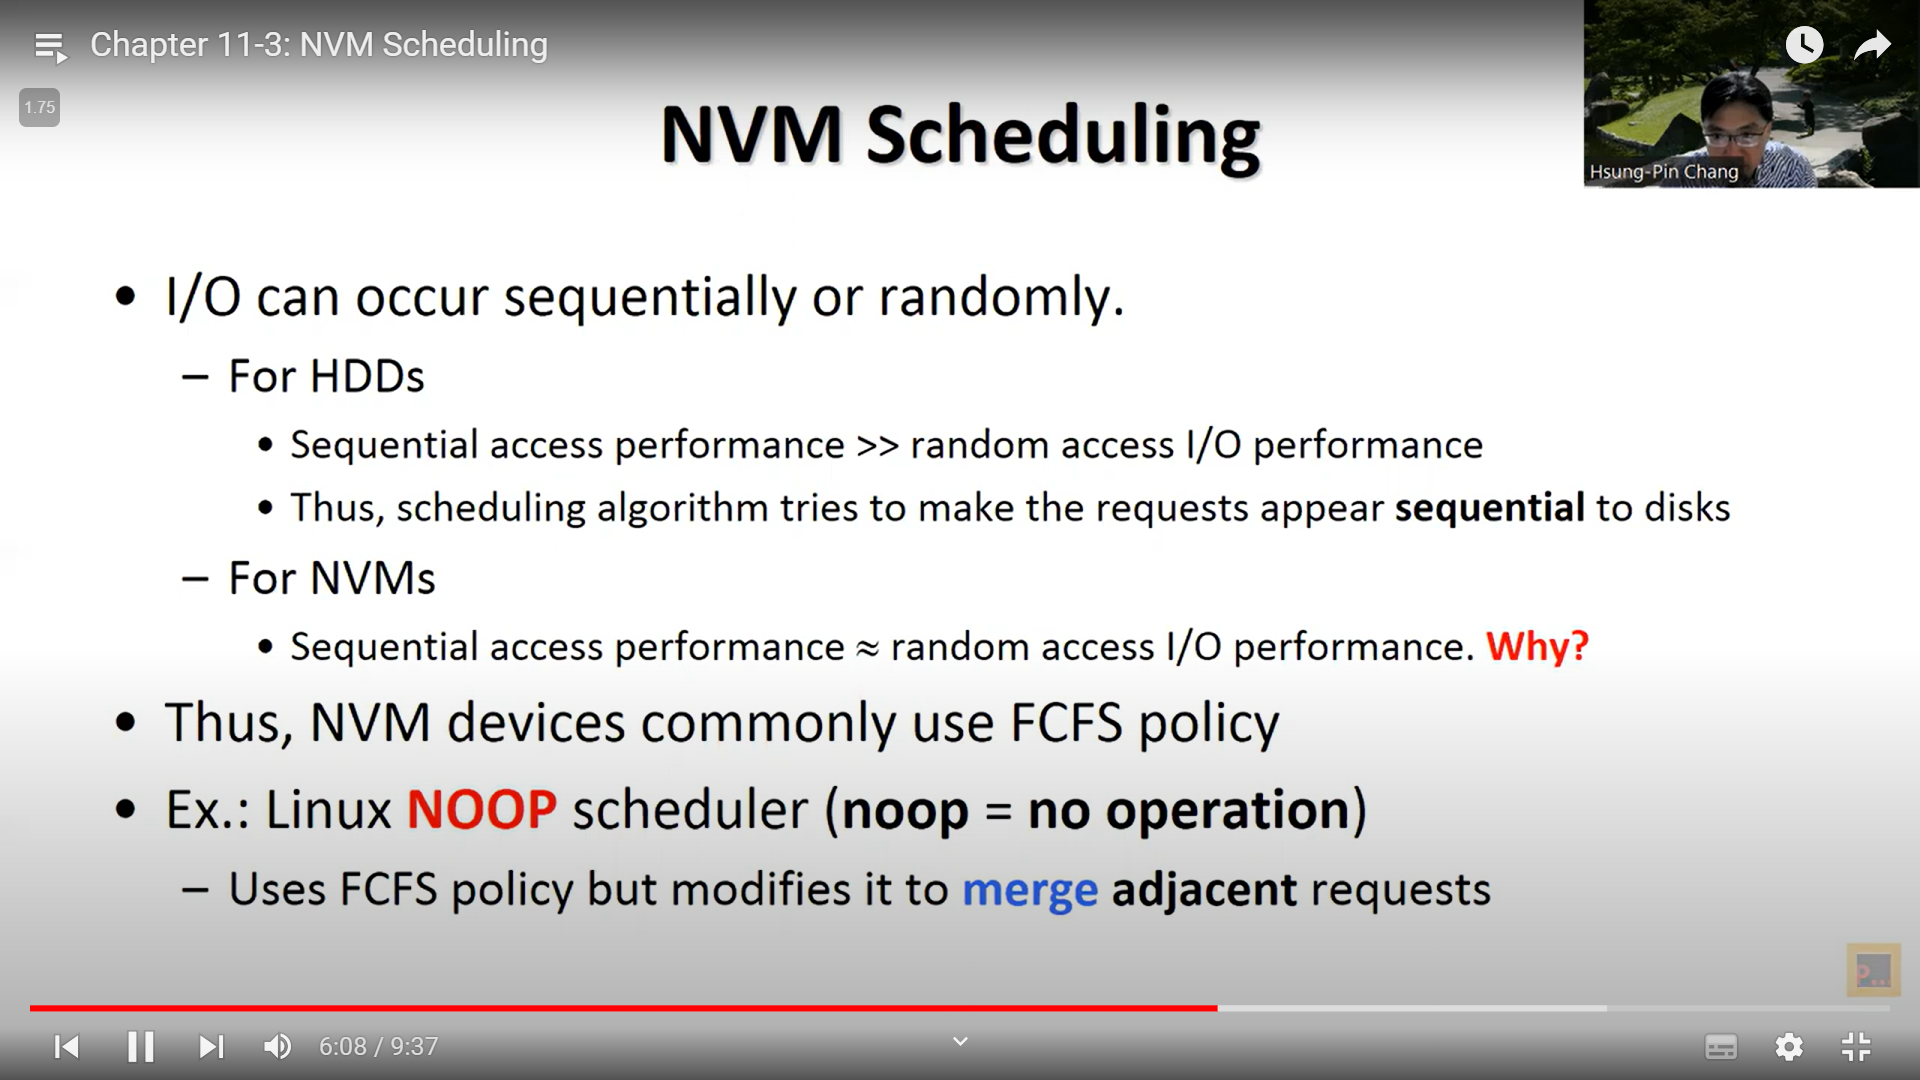 Chapter 11-3: NVM Scheduling
1.75
NVM Scheduling
Hsung-Pin Chang
• I/O can occur sequentially or randomly.
– For HDDs
• Sequential access performance >> random access I/O performance
• Thus, scheduling algorithm tries to make the requests appear sequential to disks
– For NVMs
• Sequential access performance ≈ random access I/O performance. Why?
• Thus, NVM devices commonly use FCFS policy
• Ex.: Linux NOOP scheduler (noop = no operation)
– Uses FCFS policy but modifies it to merge adjacent requests
P...
6:08 / 9:37